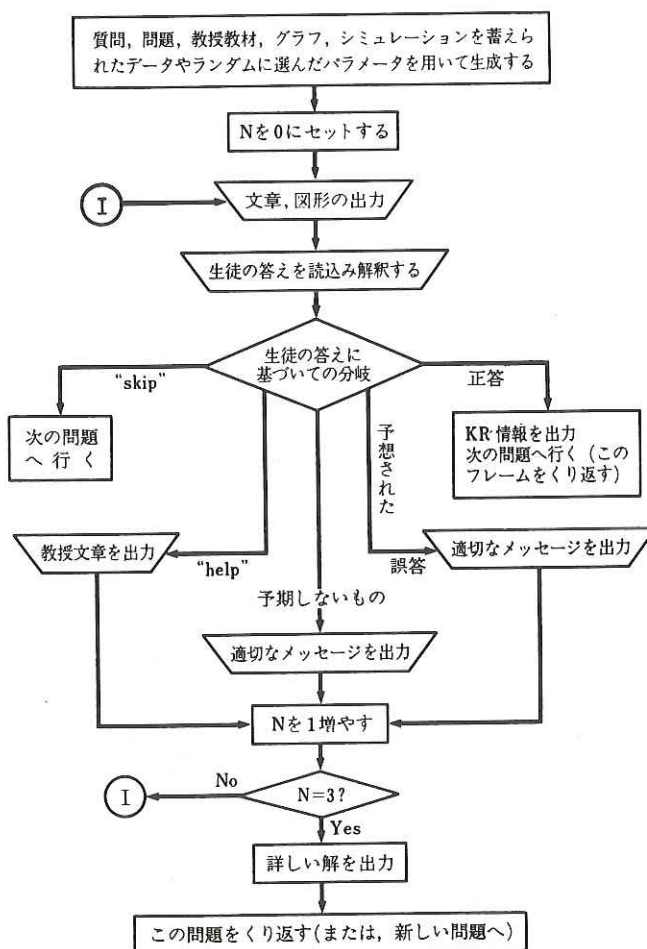 質問，問題，教授教材，グラフ，シミュレーションを蓄えら
れたデータやランダムに選んだパラメータを用いて生成する
Nを0にセットする
I
文章，図形の出力
生徒の答えを読込み解釈する
生徒の答えに
基づいての分岐
“skip”
正答
次の問題
へ行く
予想された
KR情報を出力
次の問題へ行く（この
フレームをくり返す）
教授文章を出力
“help”
誤答
適切なメッセージを出力
予期しないもの
適切なメッセージを出力
Nを1増やす
I
No
N=3?
Yes
詳しい解を出力
この問題をくり返す(または，新しい問題へ)